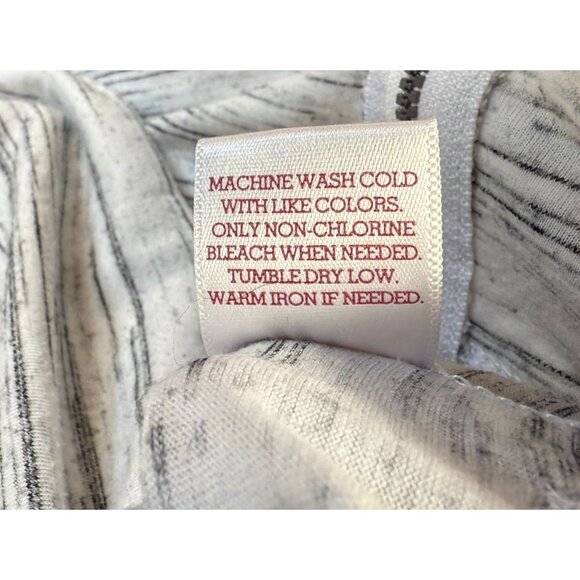 MACHINE WASH COLD
WITH LIKE COLORS.
ONLY NON-CHLORINE
BLEACH WHEN NEEDED.
TUMBLE DRY LOW.
WARM IRON IF NEEDED.